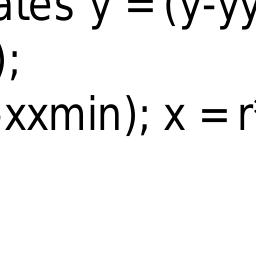 ates y = (y-yy
);
-xxmin); x = r*